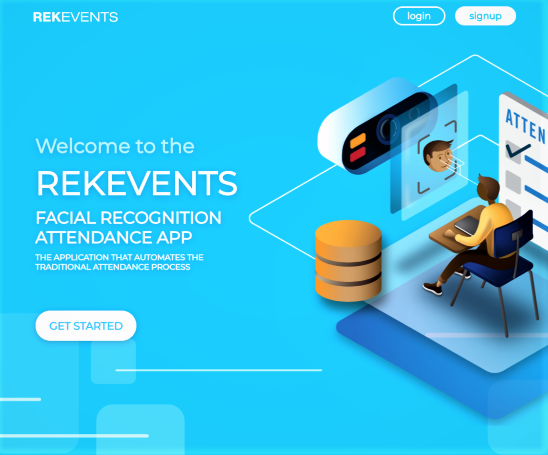 REKEVENTS
login
signup
Welcome to the
REKEVENTS
FACIAL RECOGNITION
ATTENDANCE APP
THE APPLICATION THAT AUTOMATES THE
TRADITIONAL ATTENDANCE PROCESS
GET STARTED
ATTEN